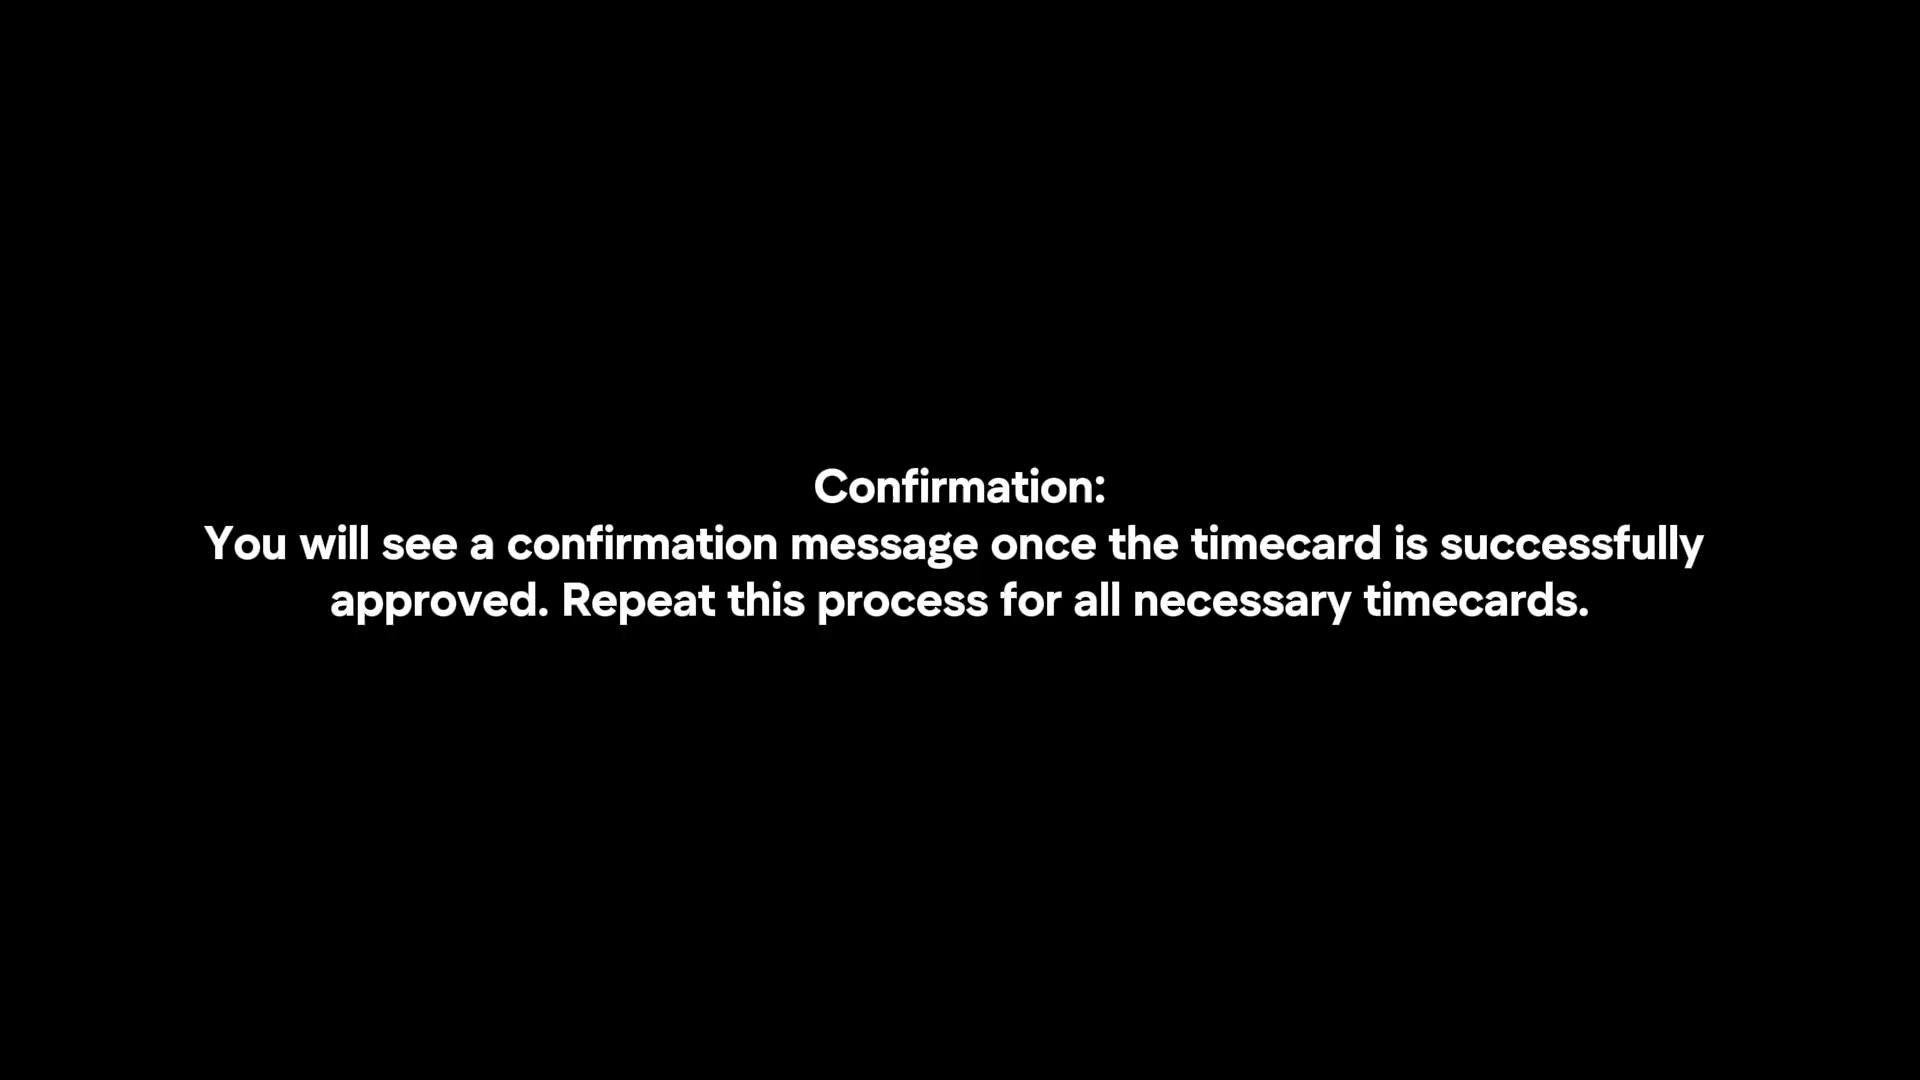 Confirmation:
You will see a confirmation message once the timecard is successfully
approved. Repeat this process for all necessary timecards.